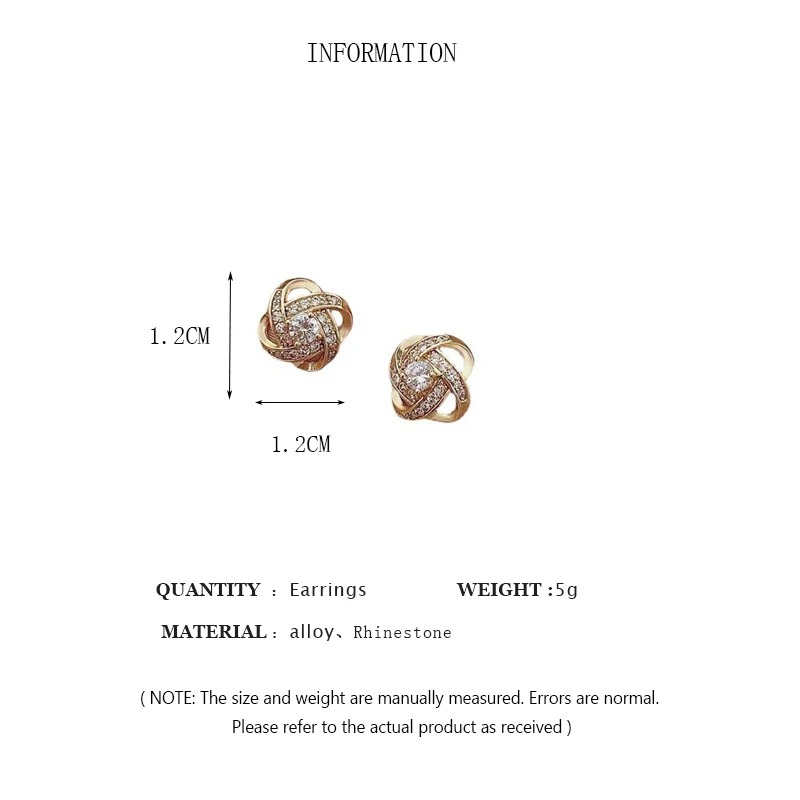 INFORMATION
1.2CM
1.2CM
QUANTITY : Earrings WEIGHT :5g
MATERIAL : alloy、Rhinestone
( NOTE: The size and weight are manually measured. Errors are normal.
Please refer to the actual product as received )